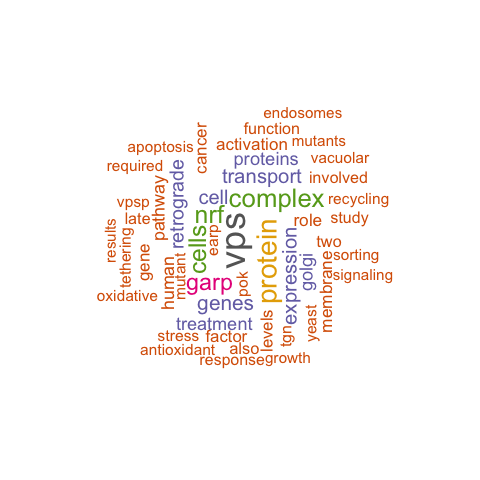 endosomes
function
activation mutants
apoptosis
cancer
proteins vacuolar
required
retrograde
transport involved
pathway
cell complex recycling
vpsp
nrf
late
role study
results
tethering
gene
cells
earp
vps
protein
expression
golgi
two
sorting
membrane
signaling
human
mutant
garp
pok
oxidative
genes
treatment
levels
tgn
yeast
stress factor
antioxidant also
response growth